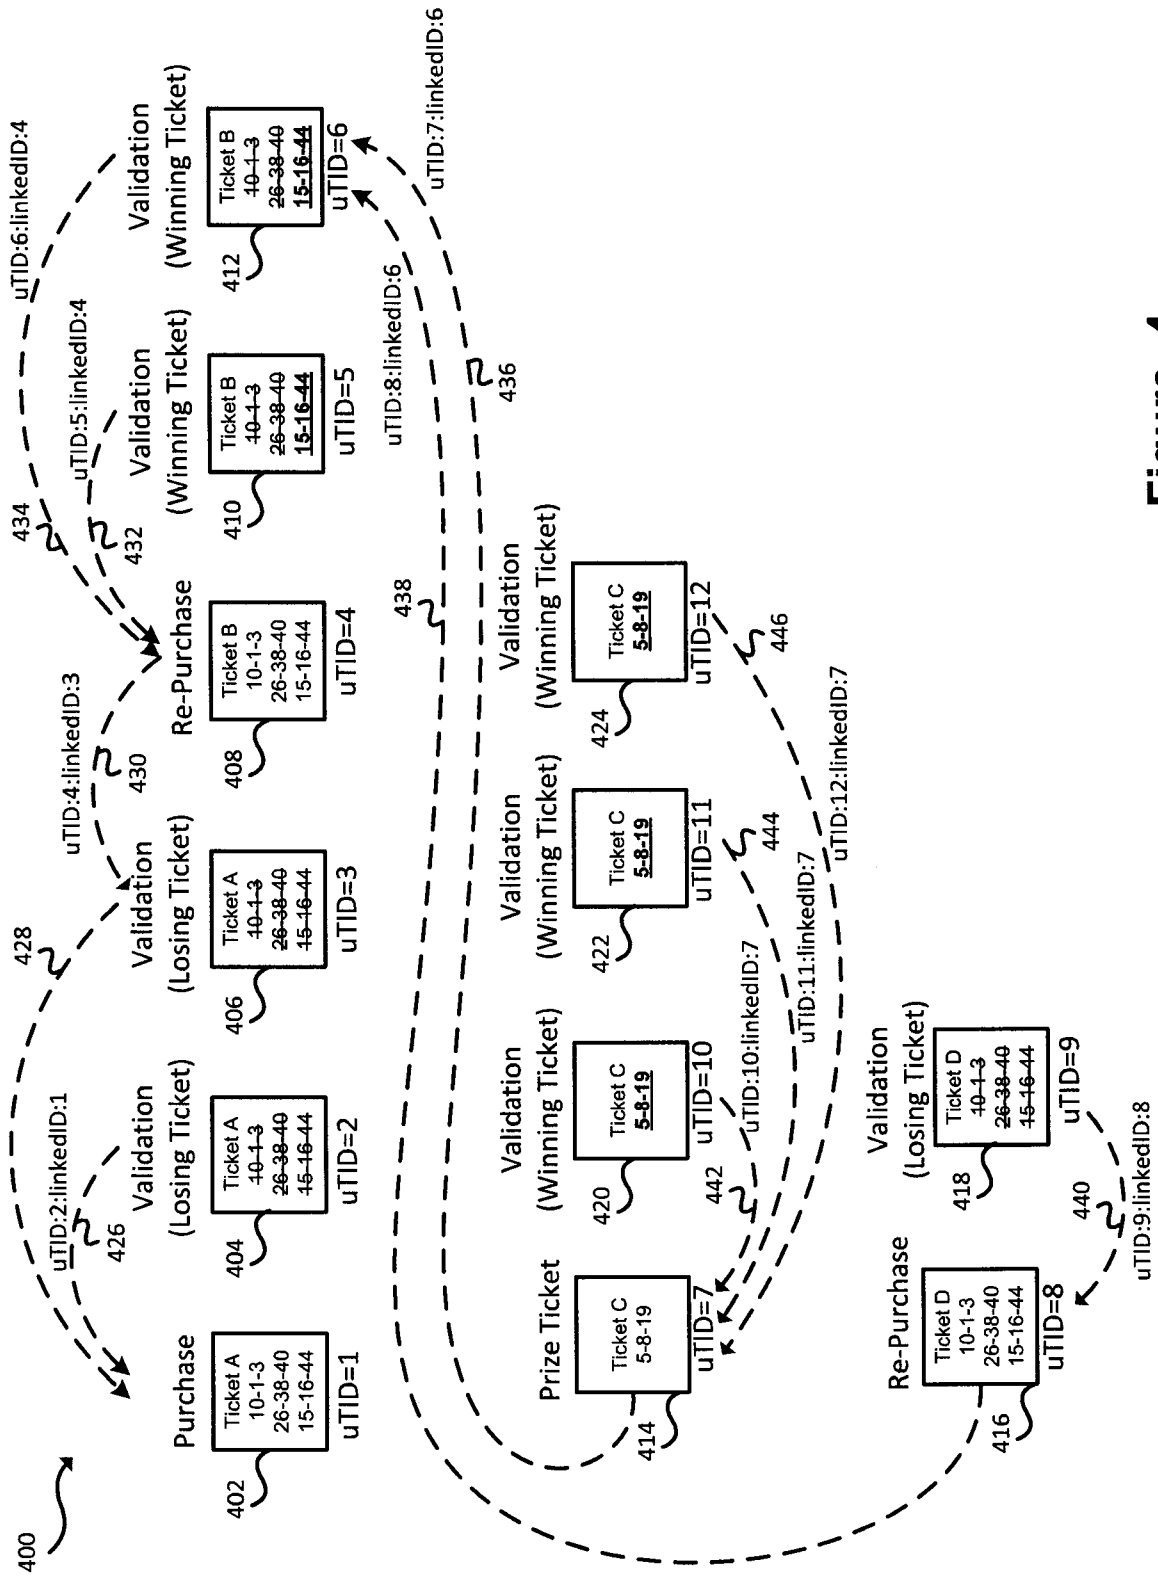 400
uTID:2:linkedID:1
426
428
uTID:4:linkedID:3
430
434
432
uTID:5:linkedID:4
uTID:6:linkedID:4
Purchase
402
Ticket A
10-1-3
26-38-40
15-16-44
uTID=1
Validation
(Losing Ticket)
404
Ticket A
10-1-3
26-38-40
15-16-44
uTID=2
Validation
(Losing Ticket)
406
Ticket A
10-1-3
26-38-40
15-16-44
uTID=3
Re-Purchase
408
Ticket B
10-1-3
26-38-40
15-16-44
uTID=4
Validation
(Winning Ticket)
410
Ticket B
10-1-3
26-38-40
15-16-44
uTID=5
Validation
(Winning Ticket)
412
Ticket B
10-1-3
26-38-40
15-16-44
uTID=6
438
uTID:8:linkedID:6
436
uTID:7:linkedID:6
Prize Ticket
414
Ticket C
5-8-19
uTID=7
Validation
(Winning Ticket)
420
Ticket C
5-8-19
uTID=10
Validation
(Winning Ticket)
422
Ticket C
5-8-19
uTID=11
Validation
(Winning Ticket)
424
Ticket C
5-8-19
uTID=12
442
uTID:10:linkedID:7
444
uTID:11:linkedID:7
446
uTID:12:linkedID:7
Re-Purchase
416
Ticket D
10-1-3
26-38-40
15-16-44
uTID=8
Validation
(Losing Ticket)
418
Ticket D
10-1-3
26-38-40
15-16-44
uTID=9
440
uTID:9:linkedID:8
Figure 4